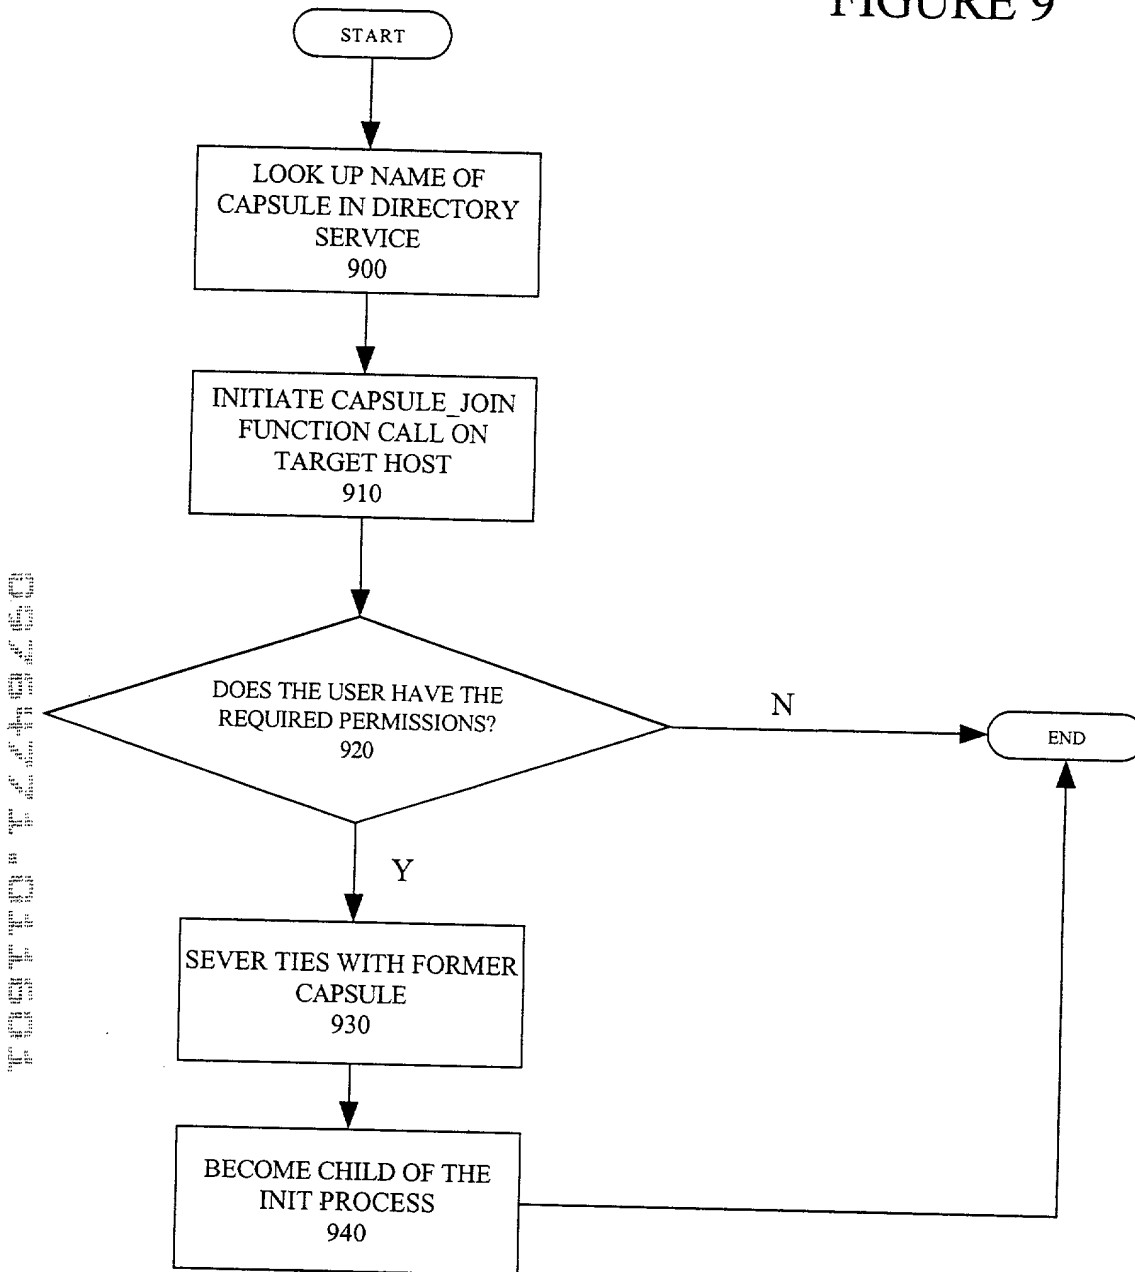 FIGURE 9
START
LOOK UP NAME OF
CAPSULE IN DIRECTORY
SERVICE
900
INITIATE CAPSULE_JOIN
FUNCTION CALL ON
TARGET HOST
910
DOES THE USER HAVE THE
REQUIRED PERMISSIONS?
920
N
END
Y
SEVER TIES WITH FORMER
CAPSULE
930
BECOME CHILD OF THE
INIT PROCESS
940